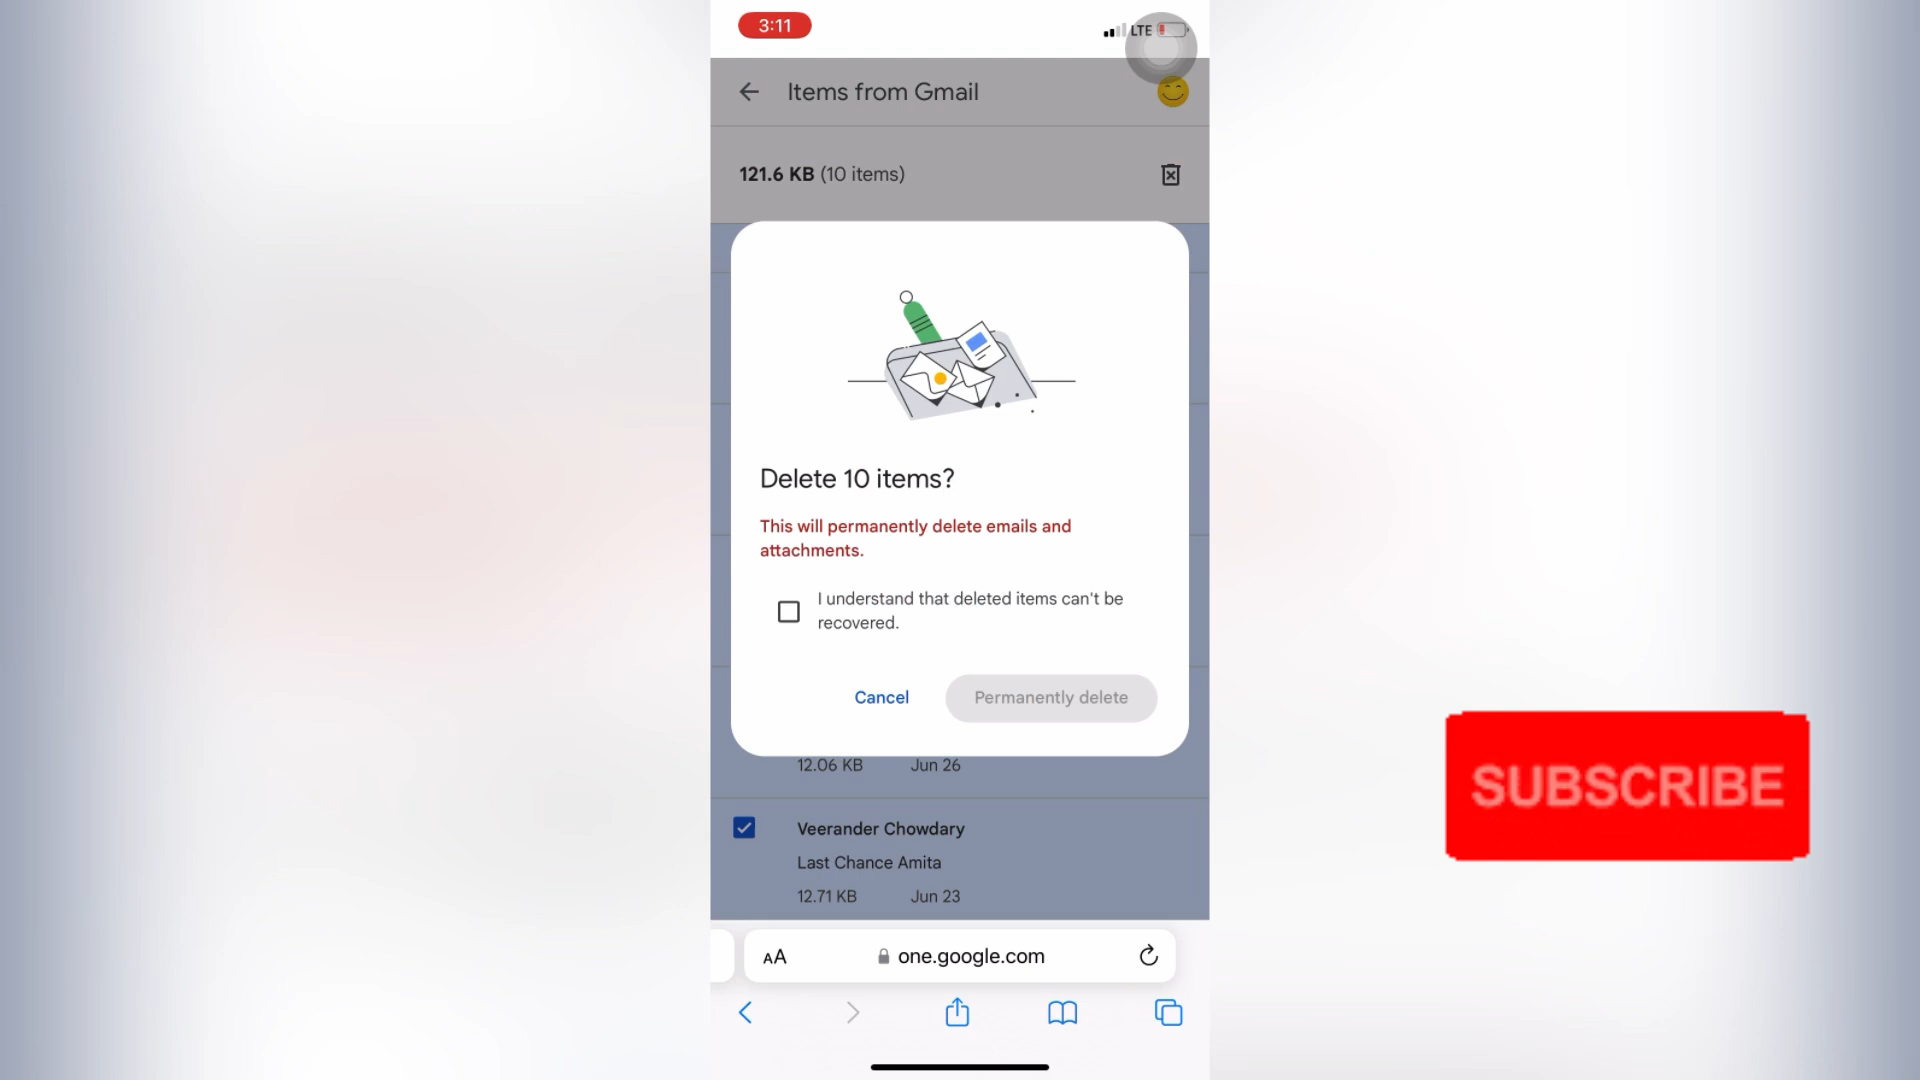 3:11
LTE
Items from Gmail
121.6 KB (10 items)
Delete 10 items?
This will permanently delete emails and
attachments.
I understand that deleted items can't be
recovered.
Cancel
Permanently delete
12.06 KB Jun 26
Veerander Chowdary
Last Chance Amita
12.71 KB Jun 23
AA
one.google.com
SUBSCRIBE